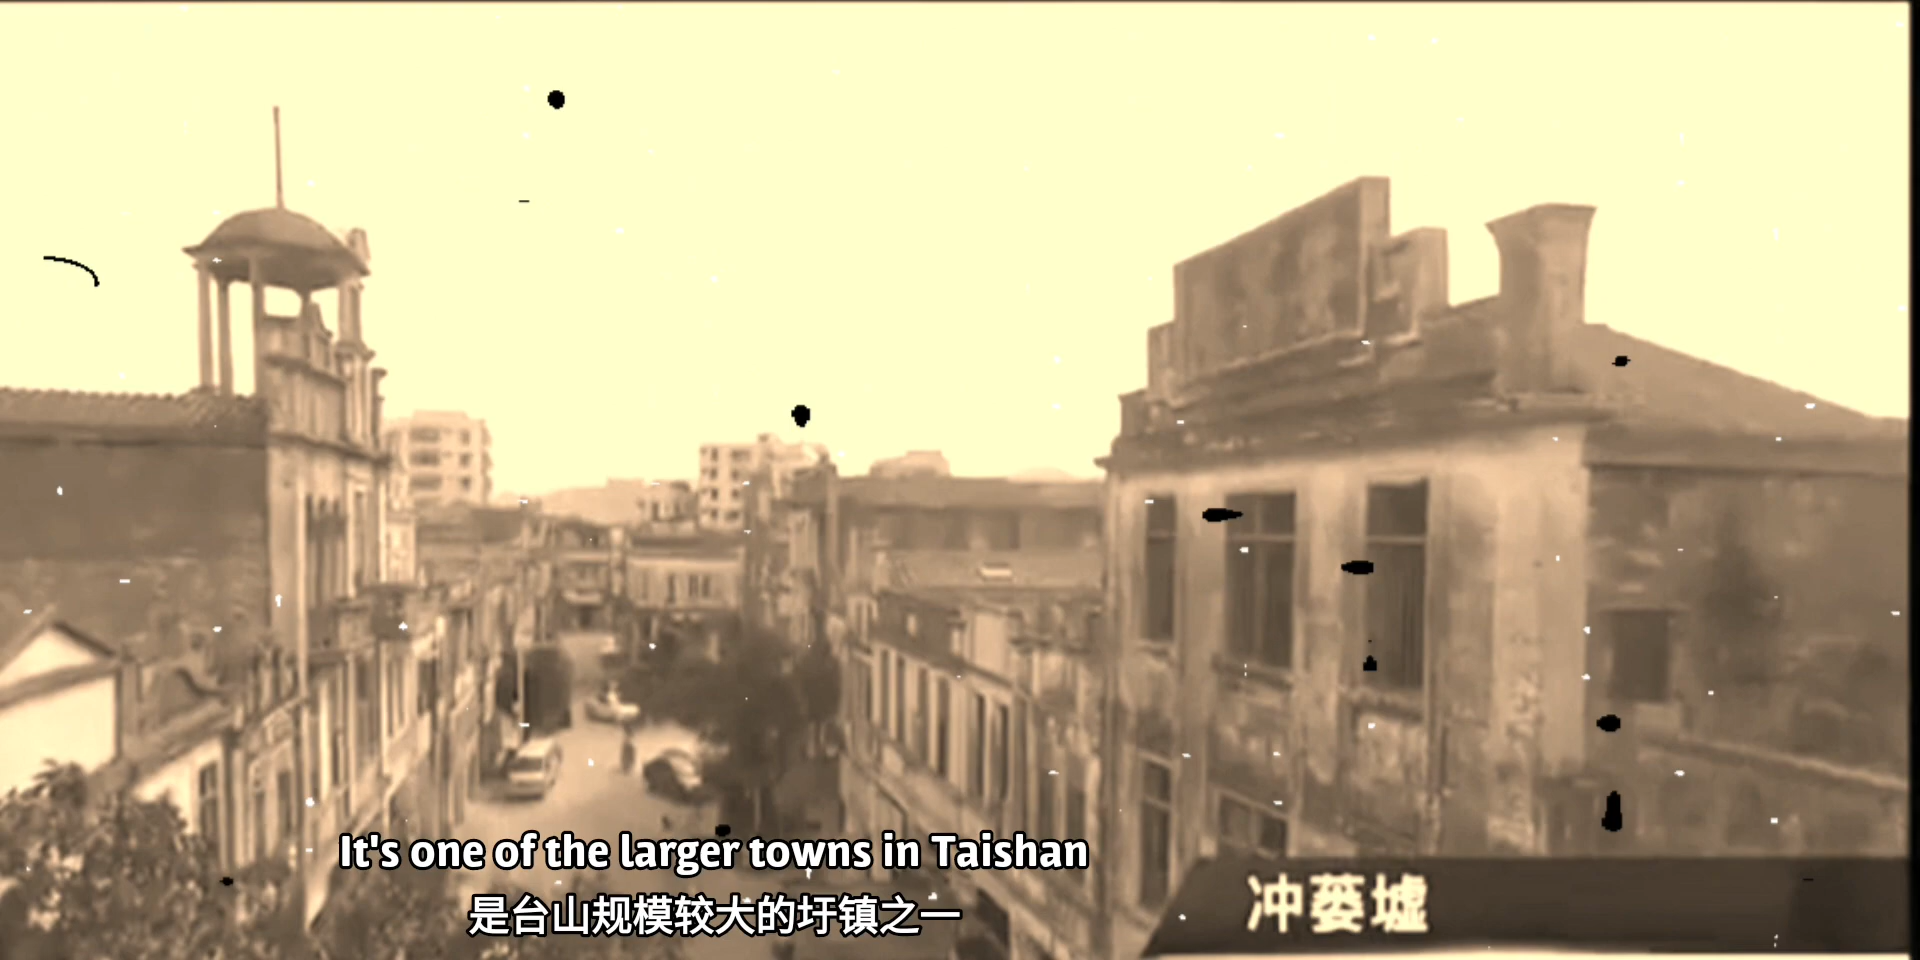 It's one of the larger towns in Taishan
是台山规模较大的圩镇之一
冲蒌墟